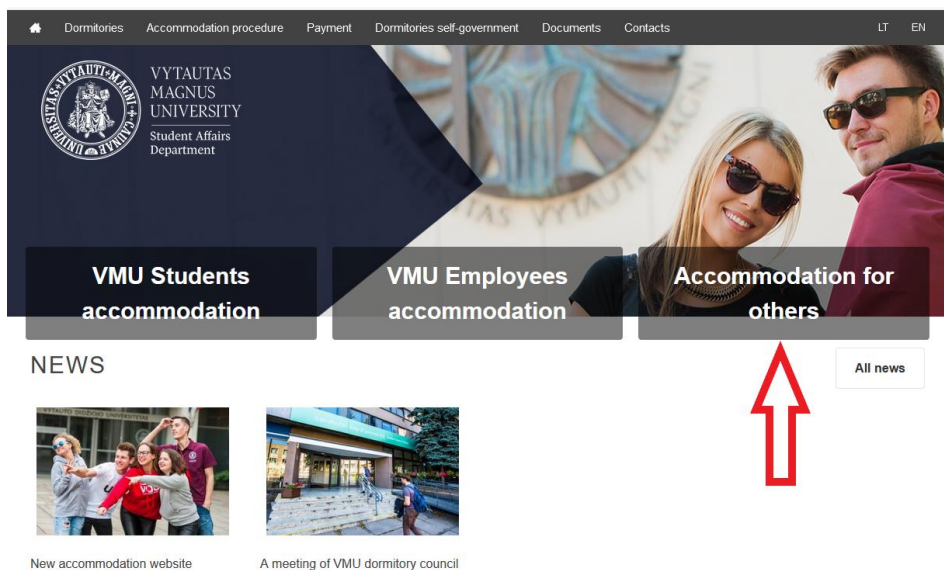 Dormitories Accommodation procedure Payment Dormitories self-government Documents Contacts LT EN
VYTAUTAS
MAGNUS
UNIVERSITY
Student Affairs
Department
VMU Students
accommodation
VMU Employees
accommodation
Accommodation for
others
NEWS
All news
New accommodation website
A meeting of VMU dormitory council